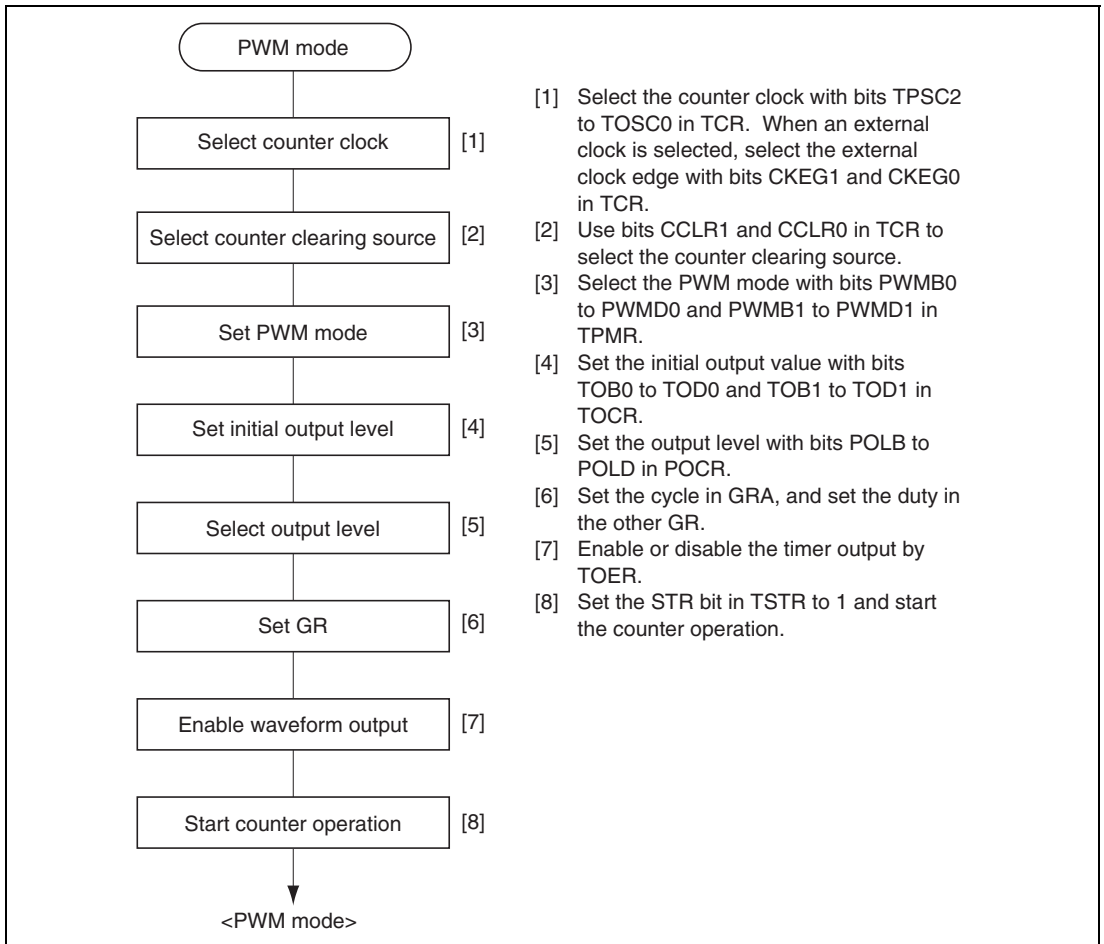 PWM mode
Select counter clock [1]
Select counter clearing source [2]
Set PWM mode [3]
Set initial output level [4]
Select output level [5]
Set GR [6]
Enable waveform output [7]
Start counter operation [8]
<PWM mode>
[1] Select the counter clock with bits TPSC2
to TOSC0 in TCR. When an external
clock is selected, select the external
clock edge with bits CKEG1 and CKEG0
in TCR.
[2] Use bits CCLR1 and CCLR0 in TCR to
select the counter clearing source.
[3] Select the PWM mode with bits PWMB0
to PWMD0 and PWMB1 to PWMD1 in
TPMR.
[4] Set the initial output value with bits
TOB0 to TOD0 and TOB1 to TOD1 in
TOCR.
[5] Set the output level with bits POLB to
POLD in POCR.
[6] Set the cycle in GRA, and set the duty in
the other GR.
[7] Enable or disable the timer output by
TOER.
[8] Set the STR bit in TSTR to 1 and start
the counter operation.